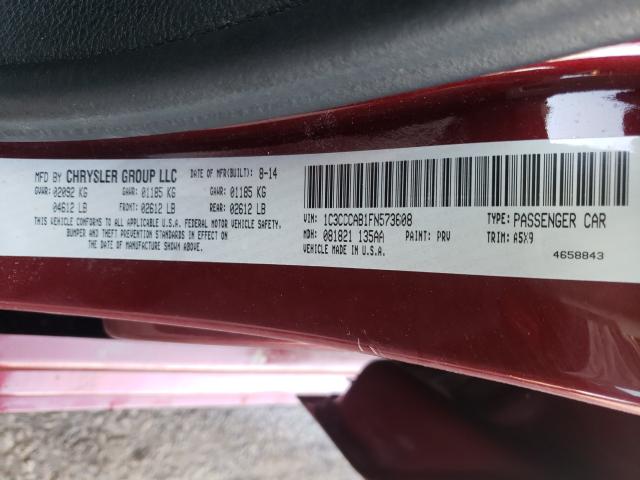 MFD BY CHRYSLER GROUP LLC DATE OF MFR(BUILT): 8-14
GVWR: 02092 KG GAWR: 01185 KG GAWR: 01185 KG
04612 LB FRONT: 02612 LB REAR: 02612 LB
THIS VEHICLE CONFORMS TO ALL APPLICABLE U.S.A. FEDERAL MOTOR VEHICLE SAFETY,
BUMPER AND THEFT PREVENTION STANDARDS IN EFFECT ON
THE DATE OF MANUFACTURE SHOWN ABOVE.
VIN: 1C3CDCAB1FN573608 TYPE: PASSENGER CAR
MDH: 081821 135AA PAINT: PRV TRIM: A5X9
VEHICLE MADE IN U.S.A.
4658843